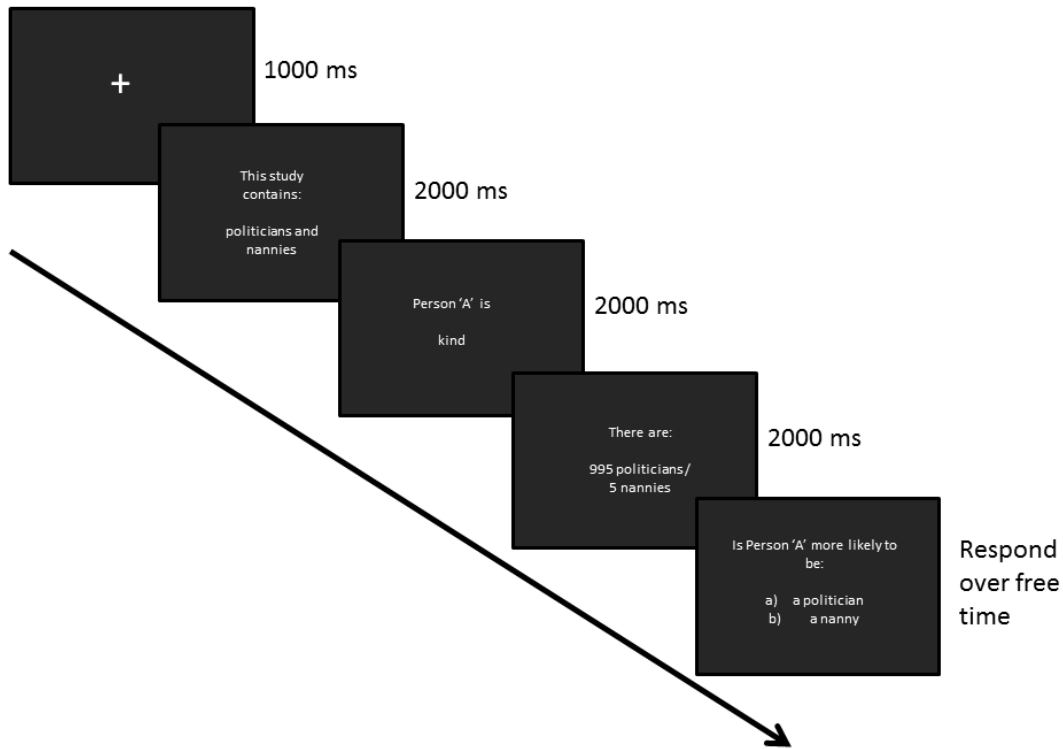 +
1000 ms
This study
contains:
politicians and
nannies
2000 ms
Person ‘A’ is
kind
2000 ms
There are:
995 politicians/
5 nannies
2000 ms
Is Person ‘A’ more likely to
be:
a) a politician
b) a nanny
Respond
over free
time